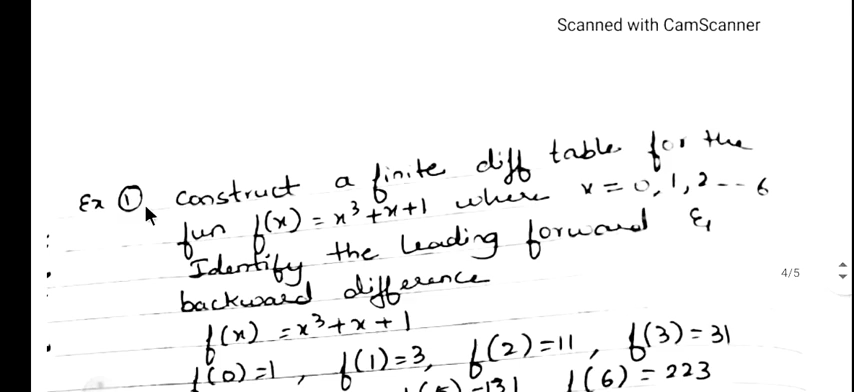 Scanned with CamScanner
Ex ① construct a finite diff table for the
fun f(x) = x³+x+1 where x = 0, 1, 2 -- 6
Identify the leading forward &
backward difference
4/5
f(x) = x³+x+1
f(0)=1, f(1)=3, f(2)=11, f(3)=31
f(5)=131 f(6)=223